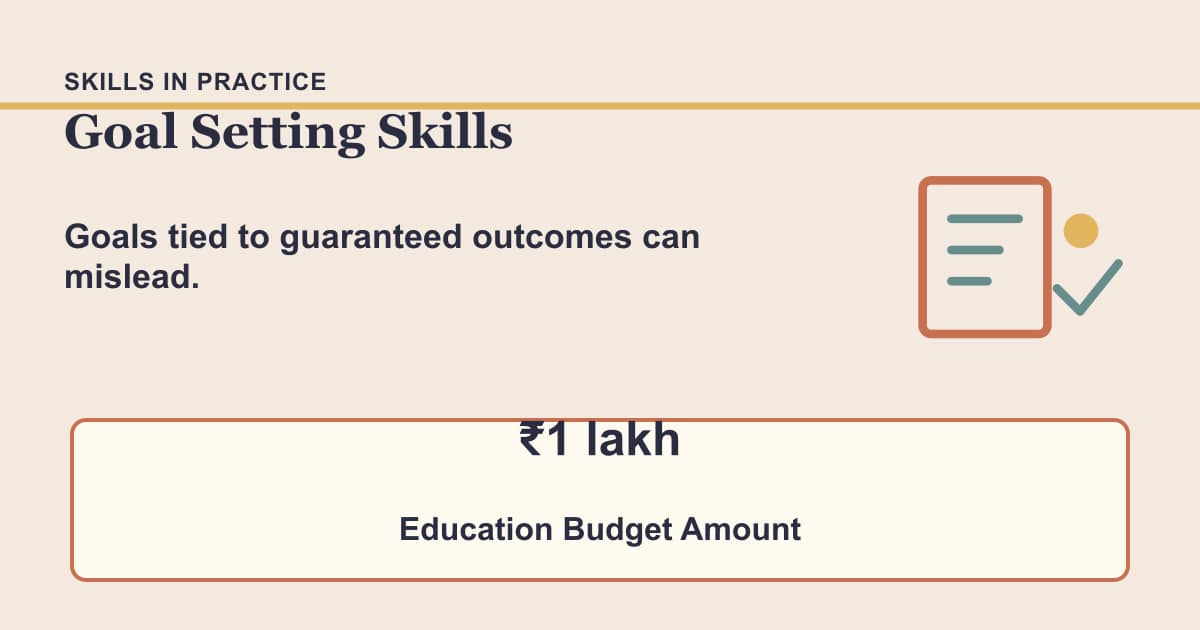 SKILLS IN PRACTICE
Goal Setting Skills
Goals tied to guaranteed outcomes can
mislead.
₹1 lakh
Education Budget Amount